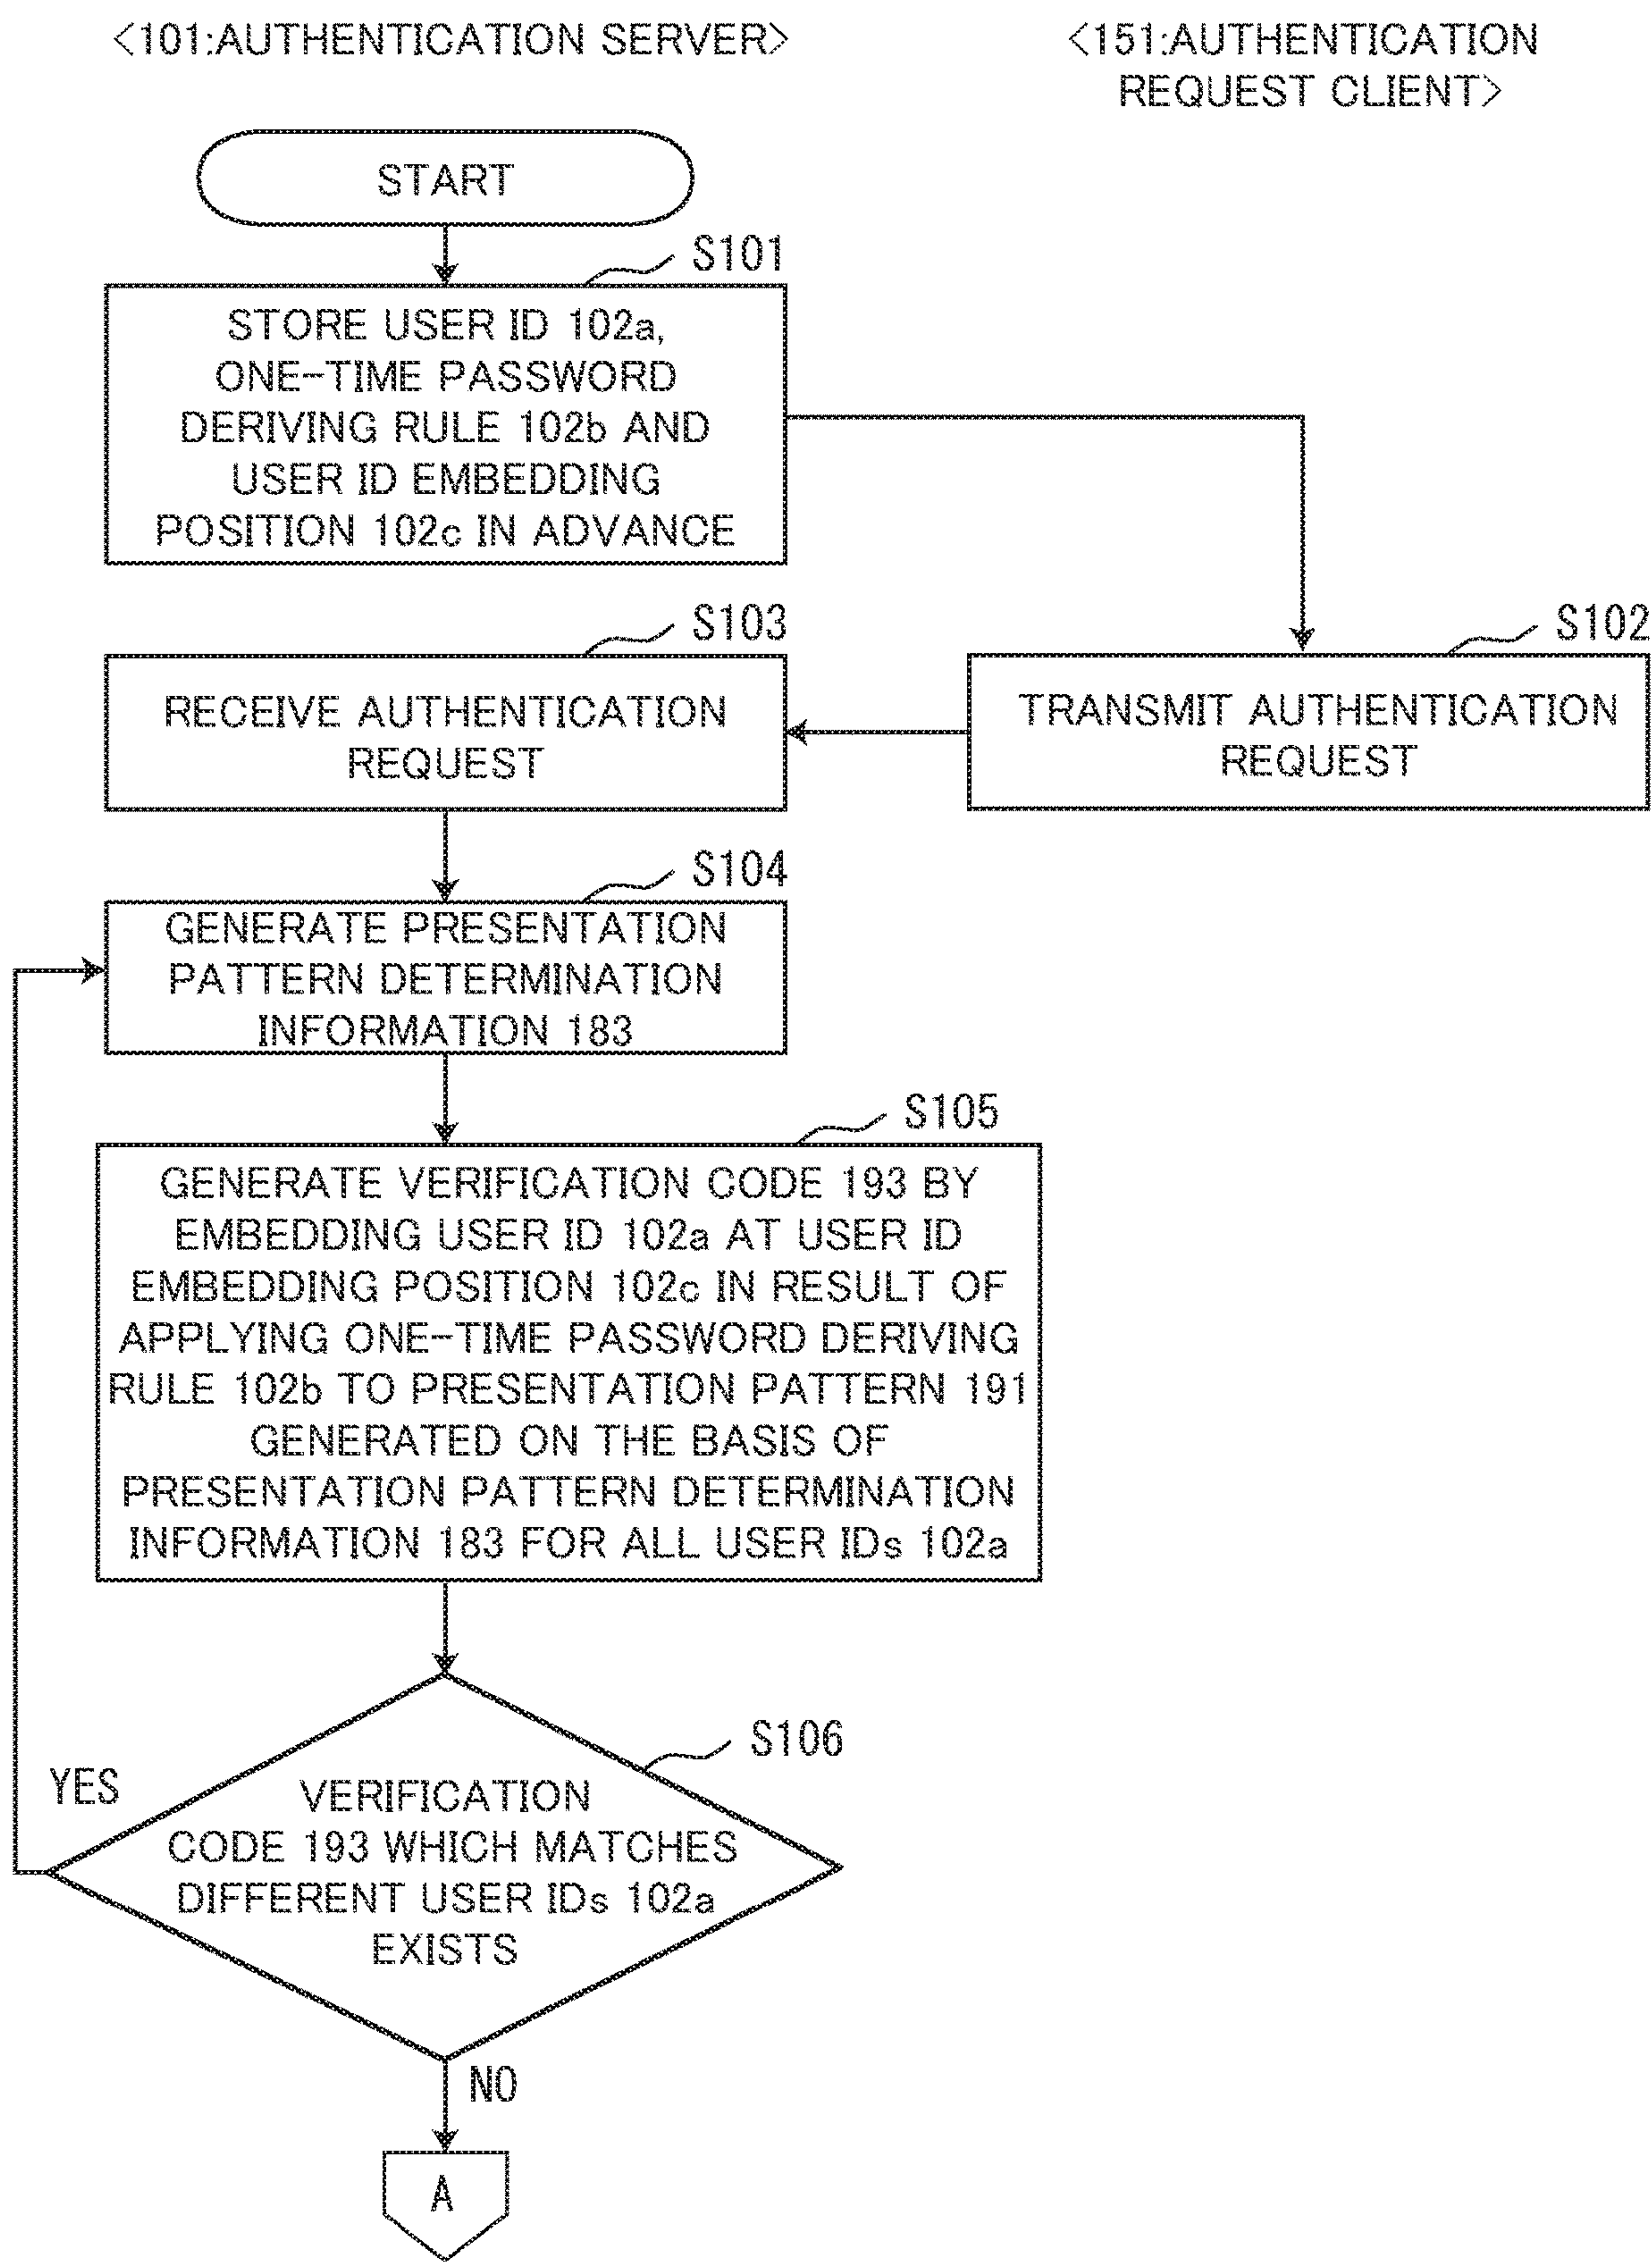 <101:AUTHENTICATION SERVER>
<151:AUTHENTICATION
REQUEST CLIENT>
START
S101
STORE USER ID 102a,
ONE-TIME PASSWORD
DERIVING RULE 102b AND
USER ID EMBEDDING
POSITION 102c IN ADVANCE
S103
RECEIVE AUTHENTICATION
REQUEST
S102
TRANSMIT AUTHENTICATION
REQUEST
S104
GENERATE PRESENTATION
PATTERN DETERMINATION
INFORMATION 183
S105
GENERATE VERIFICATION CODE 193 BY
EMBEDDING USER ID 102a AT USER ID
EMBEDDING POSITION 102c IN RESULT OF
APPLYING ONE-TIME PASSWORD DERIVING
RULE 102b TO PRESENTATION PATTERN 191
GENERATED ON THE BASIS OF
PRESENTATION PATTERN DETERMINATION
INFORMATION 183 FOR ALL USER IDs 102a
S106
YES
VERIFICATION
CODE 193 WHICH MATCHES
DIFFERENT USER IDs 102a
EXISTS
NO
A